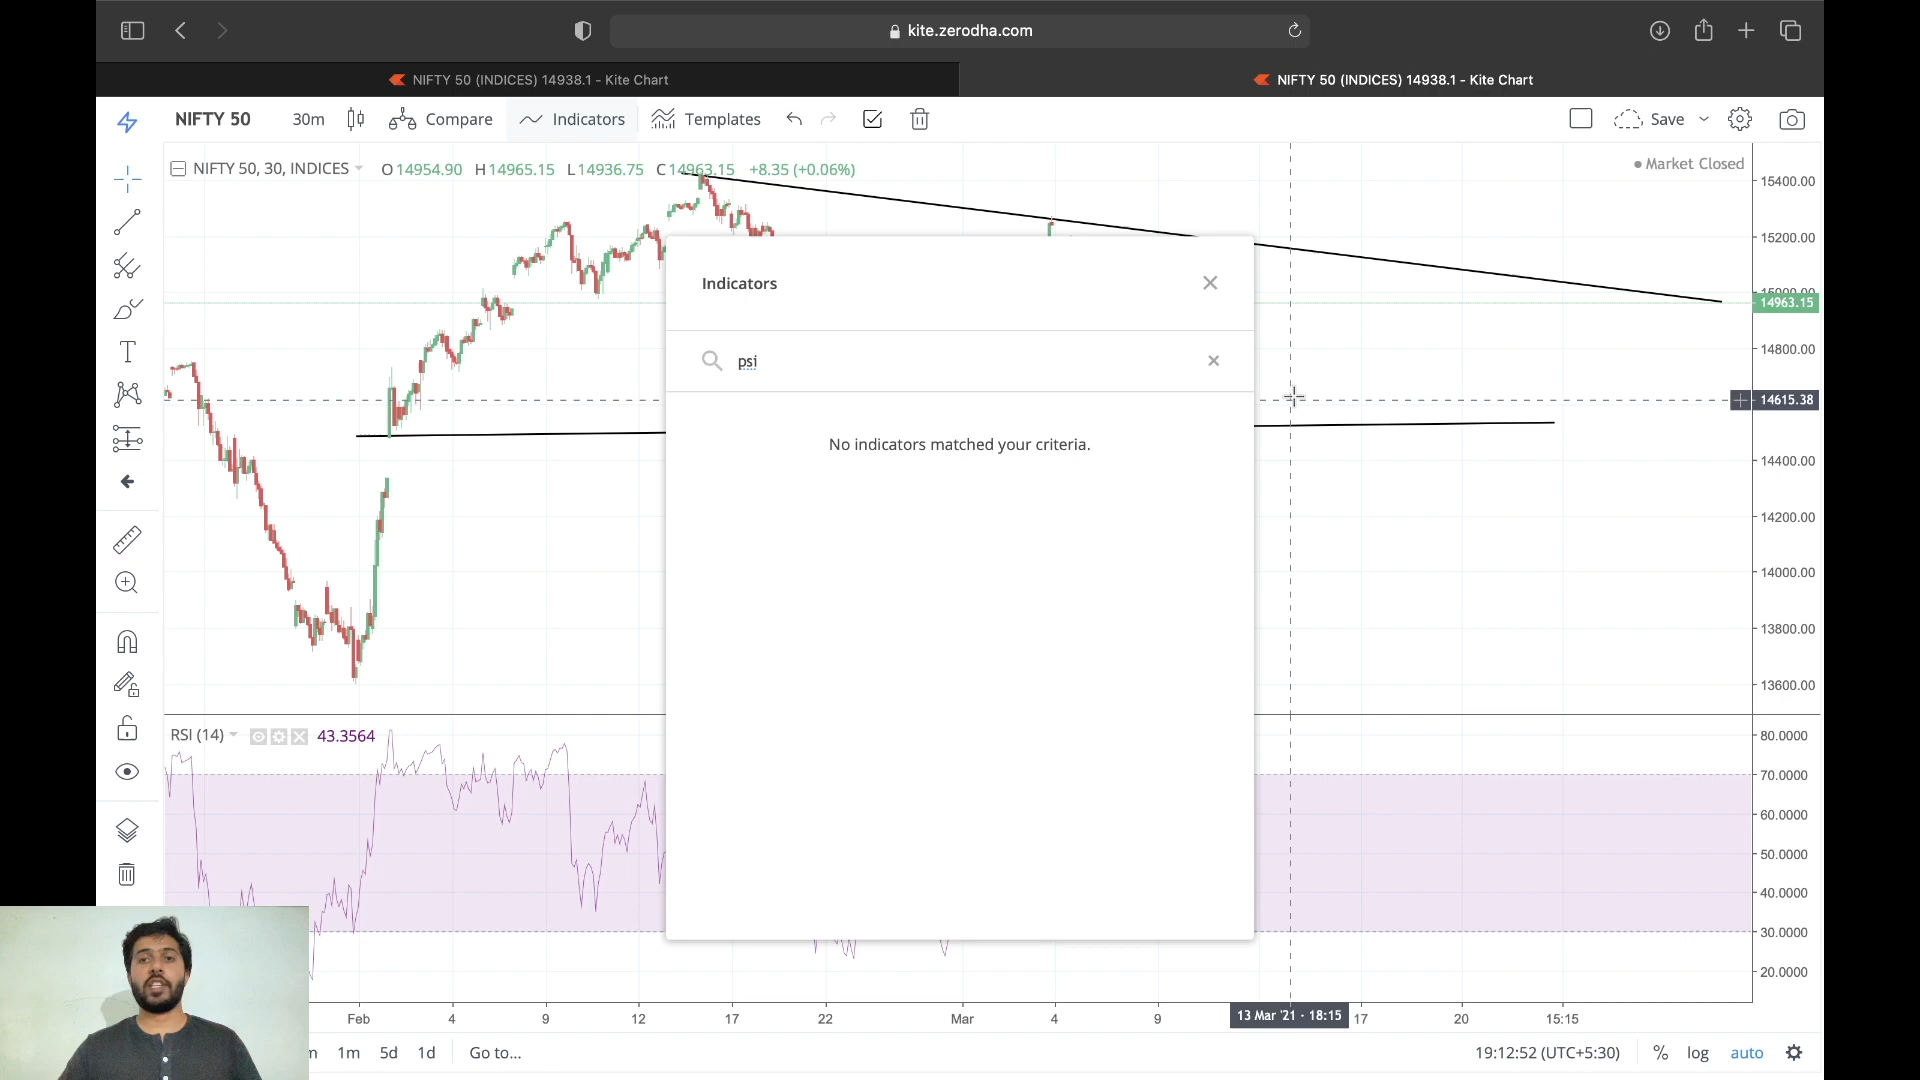 kite.zerodha.com
NIFTY 50 (INDICES) 14938.1 - Kite Chart
NIFTY 50 (INDICES) 14938.1 - Kite Chart
NIFTY 50 30m Compare Indicators Templates Save
NIFTY 50, 30, INDICES O14954.90 H14965.15 L14936.75 C14963.15 +8.35 (+0.06%)
Market Closed
15400.00
15200.00
15000.00
14963.15
14800.00
14615.38
14400.00
14200.00
14000.00
13800.00
13600.00
Indicators
psi
No indicators matched your criteria.
RSI (14) 43.3564
80.0000
70.0000
60.0000
50.0000
40.0000
30.0000
20.0000
Feb 4 9 12 17 22 Mar 4 9 13 Mar '21 - 18:15 17 20 15:15
1m 5d 1d Go to... 19:12:52 (UTC+5:30) % log auto